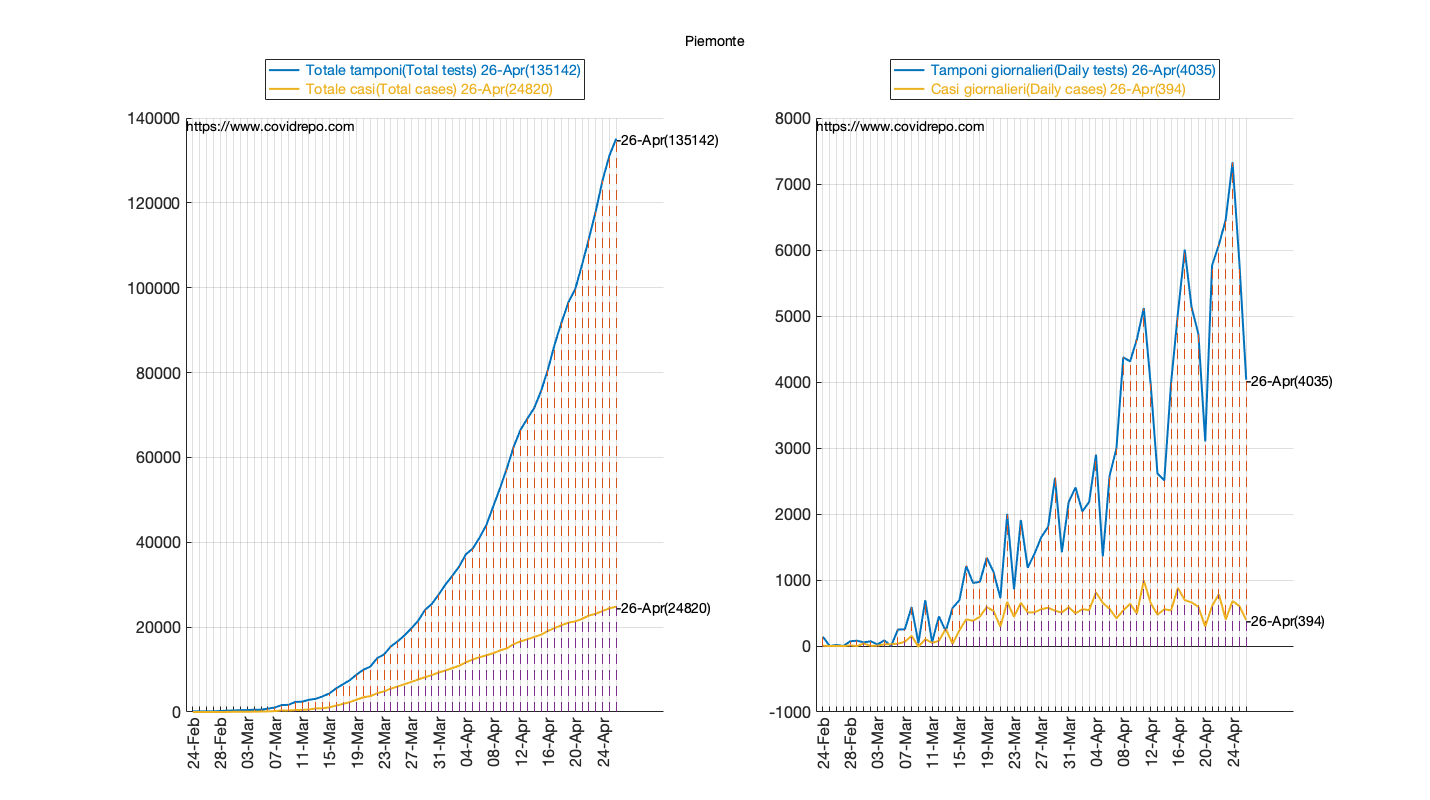 Piemonte
Totale tamponi(Total tests) 26-Apr(135142)
Totale casi(Total cases) 26-Apr(24820)
https://www.covidrepo.com
140000
120000
100000
80000
60000
40000
20000
0
-26-Apr(135142)
-26-Apr(24820)
24-Feb
28-Feb
03-Mar
07-Mar
11-Mar
15-Mar
19-Mar
23-Mar
27-Mar
31-Mar
04-Apr
08-Apr
12-Apr
16-Apr
20-Apr
24-Apr
Tamponi giornalieri(Daily tests) 26-Apr(4035)
Casi giornalieri(Daily cases) 26-Apr(394)
https://www.covidrepo.com
8000
7000
6000
5000
4000
3000
2000
1000
0
-1000
-26-Apr(4035)
-26-Apr(394)
24-Feb
28-Feb
03-Mar
07-Mar
11-Mar
15-Mar
19-Mar
23-Mar
27-Mar
31-Mar
04-Apr
08-Apr
12-Apr
16-Apr
20-Apr
24-Apr